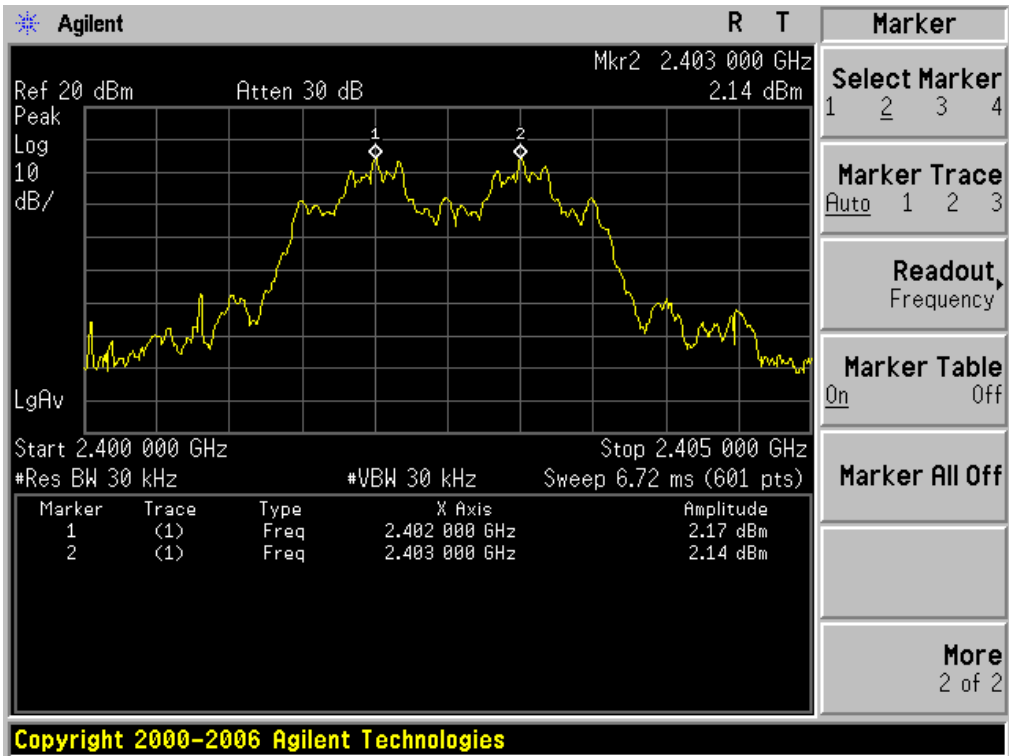 Agilent R T
Mkr2 2.403 000 GHz
Ref 20 dBm Atten 30 dB 2.14 dBm
Peak
Log
10
dB/
1 2
LgAv
Start 2.400 000 GHz Stop 2.405 000 GHz
#Res BW 30 kHz #VBW 30 kHz Sweep 6.72 ms (601 pts)
Marker Trace Type X Axis Amplitude
1 (1) Freq 2.402 000 GHz 2.17 dBm
2 (1) Freq 2.403 000 GHz 2.14 dBm
Marker
Select Marker
1 2 3 4
Marker Trace
Auto 1 2 3
Readout
Frequency
Marker Table
On Off
Marker All Off
More
2 of 2
Copyright 2000-2006 Agilent Technologies